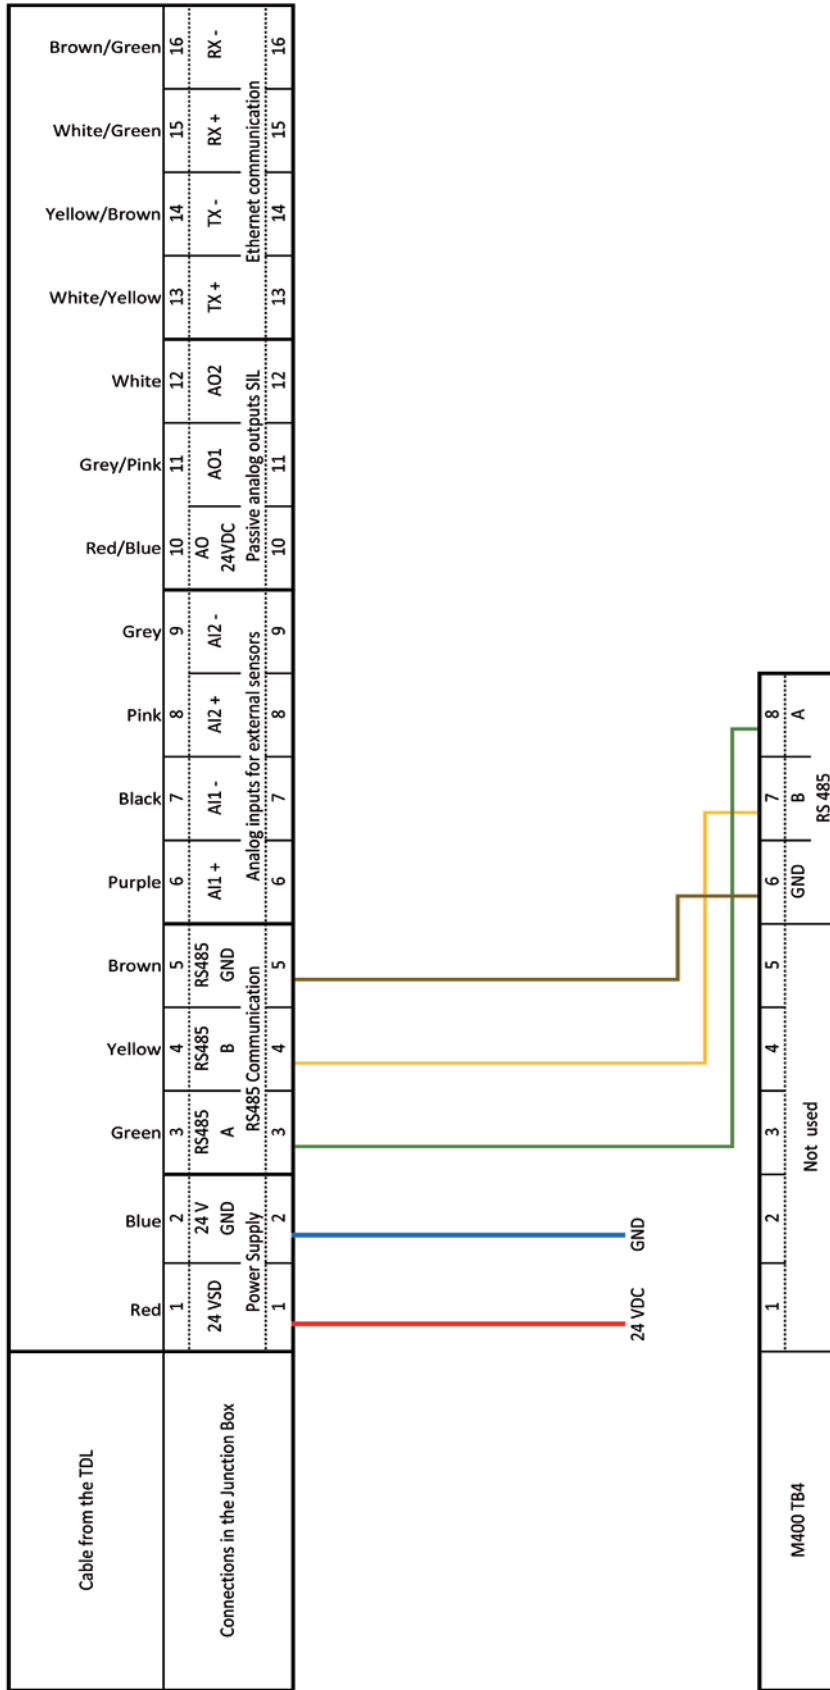 Brown/Green
16
RX -
16
White/Green
15
RX +
15
Yellow/Brown
14
TX -
14
White/Yellow
13
TX +
13
Ethernet communication
White
12
AO2
12
Grey/Pink
11
AO1
11
Red/Blue
10
AO
24VDC
10
Passive analog outputs SIL
Grey
9
AI2 -
9
Pink
8
AI2 +
8
Black
7
AI1 -
7
Purple
6
AI1 +
6
Analog inputs for external sensors
Brown
5
RS485
GND
5
Yellow
4
RS485
B
4
Green
3
RS485
A
3
RS485 Communication
Blue
2
24 V
GND
2
Red
1
24 VSD
1
Power Supply
Cable from the TDL
Connections in the Junction Box
GND
24 VDC
8
A
7
B
6
GND
RS 485
5
4
3
2
1
Not used
M400 TB4